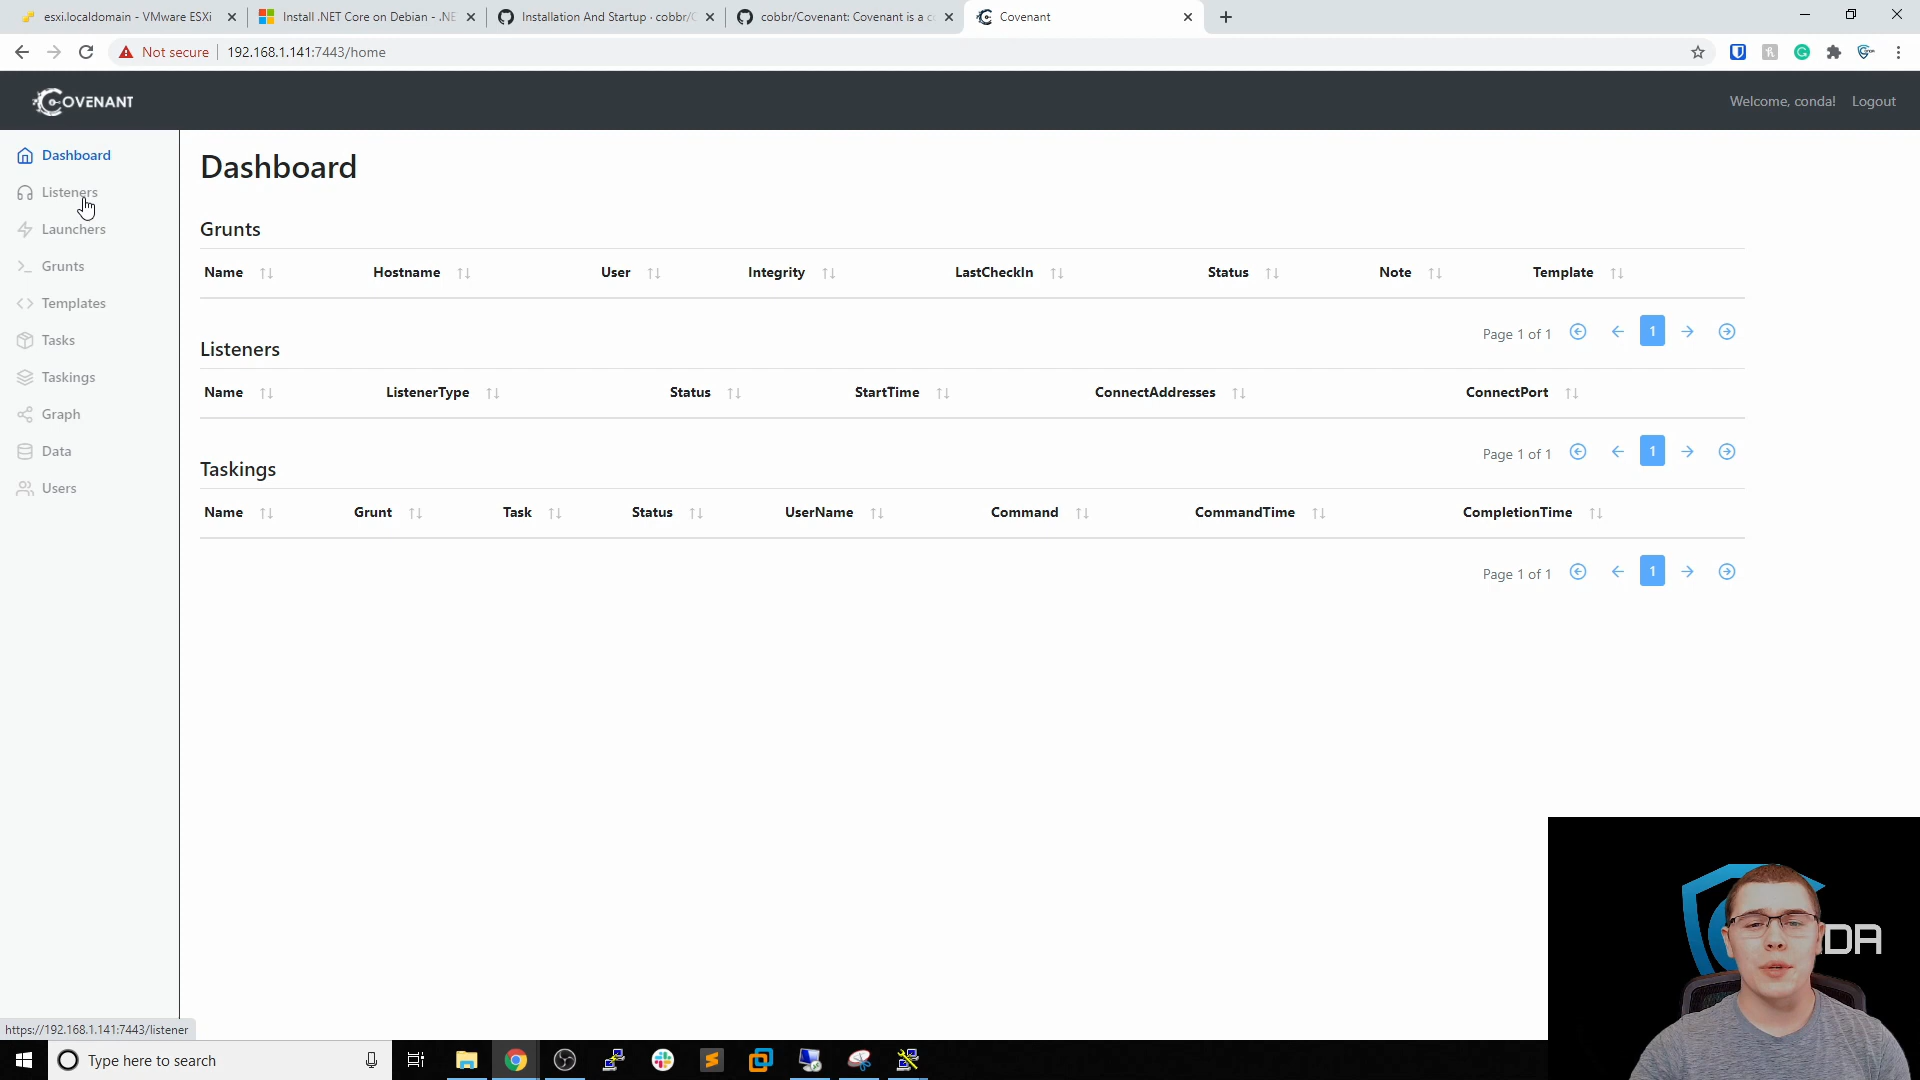 esxi.localdomain - VMware ESXi
Install .NET Core on Debian - .NE
Installation And Startup · cobbr/C
cobbr/Covenant: Covenant is a c
Covenant
Not secure
192.168.1.141:7443/home
COVENANT
Welcome, conda!
Logout
Dashboard
Listeners
Launchers
Grunts
Templates
Tasks
Taskings
Graph
Data
Users
Dashboard
Grunts
Name Hostname User Integrity LastCheckIn Status Note Template
Page 1 of 1 1
Listeners
Name ListenerType Status StartTime ConnectAddresses ConnectPort
Page 1 of 1 1
Taskings
Name Grunt Task Status UserName Command CommandTime CompletionTime
Page 1 of 1 1
DA
https://192.168.1.141:7443/listener
Type here to search